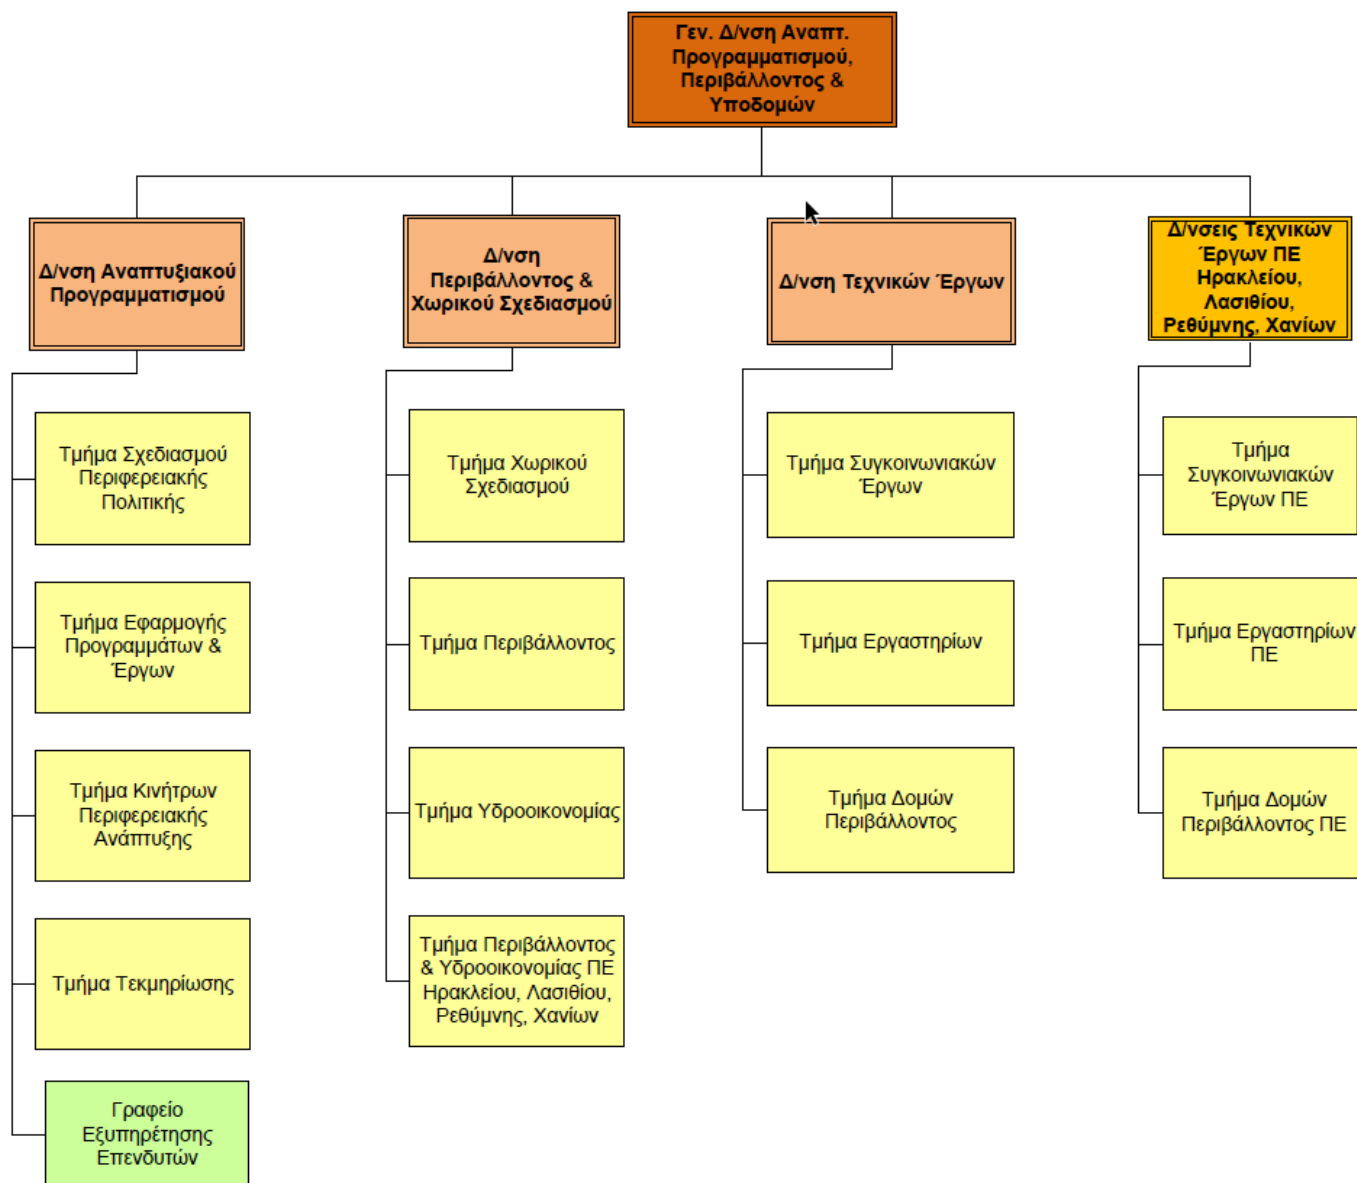 Γεν. Δ/νση Αναπτ.
Προγραμματισμού,
Περιβάλλοντος &
Υποδομών
Δ/νση Αναπτυξιακού
Προγραμματισμού
Δ/νση
Περιβάλλοντος &
Χωρικού Σχεδιασμού
Δ/νση Τεχνικών Έργων
Δ/νσεις Τεχνικών
Έργων ΠΕ
Ηρακλείου,
Λασιθίου,
Ρεθύμνης, Χανίων
Τμήμα Σχεδιασμού
Περιφερειακής
Πολιτικής
Τμήμα Εφαρμογής
Προγραμμάτων &
Έργων
Τμήμα Κινήτρων
Περιφερειακής
Ανάπτυξης
Τμήμα Τεκμηρίωσης
Γραφείο
Εξυπηρέτησης
Επενδυτών
Τμήμα Χωρικού
Σχεδιασμού
Τμήμα Περιβάλλοντος
Τμήμα Υδροοικονομίας
Τμήμα Περιβάλλοντος
& Υδροοικονομίας ΠΕ
Ηρακλείου, Λασιθίου,
Ρεθύμνης, Χανίων
Τμήμα Συγκοινωνιακών
Έργων
Τμήμα Εργαστηρίων
Τμήμα Δομών
Περιβάλλοντος
Τμήμα
Συγκοινωνιακών
Έργων ΠΕ
Τμήμα Εργαστηρίων
ΠΕ
Τμήμα Δομών
Περιβάλλοντος ΠΕ